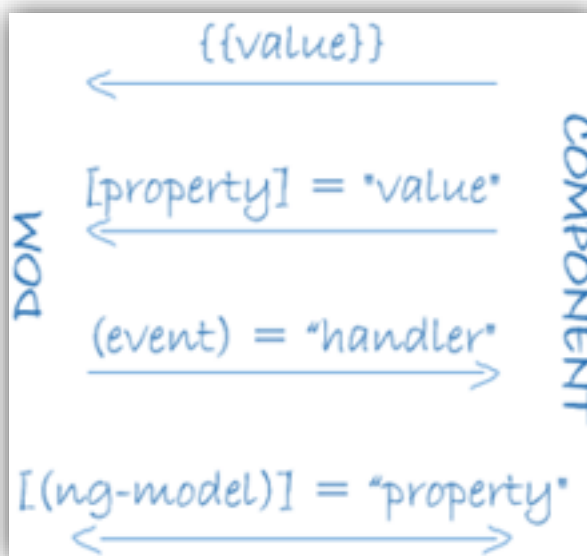 {{value}}
[property] = "value"
DOM
COMPONENT
(event) = "handler"
[(ng-model)] = "property"